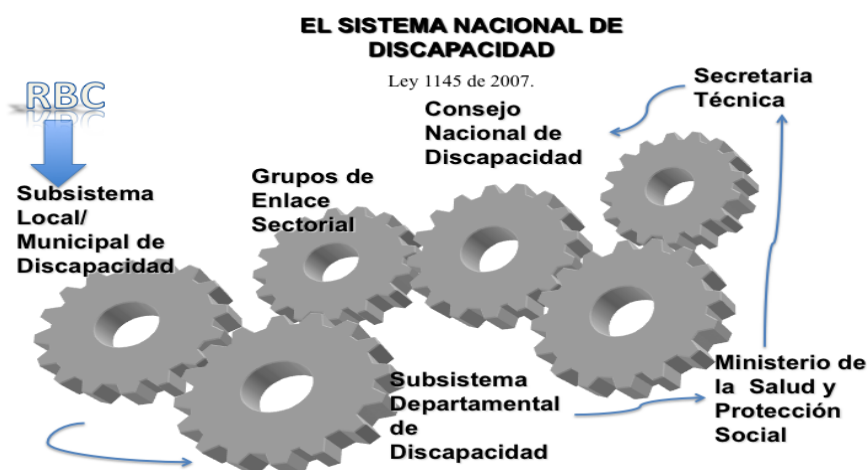 EL SISTEMA NACIONAL DE
DISCAPACIDAD
Ley 1145 de 2007.
RBC
Subsistema
Local/
Municipal de
Discapacidad
Grupos de
Enlace
Sectorial
Consejo
Nacional de
Discapacidad
Secretaria
Técnica
Subsistema
Departamental
de
Discapacidad
Ministerio de
la Salud y
Protección
Social